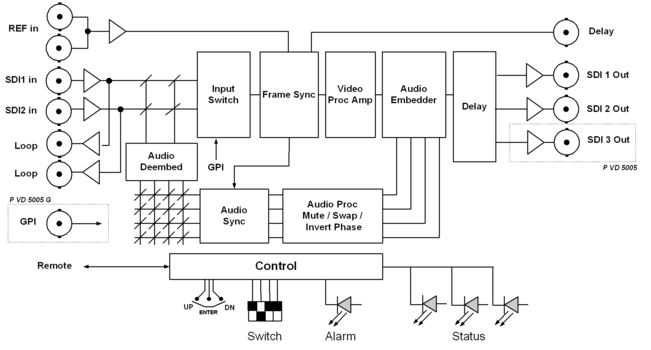 REF in
Delay
SDI1 in
SDI2 in
Loop
Loop
Input
Switch
Frame Sync
Video
Proc Amp
Audio
Embedder
Delay
SDI 1 Out
SDI 2 Out
SDI 3 Out
P VD 5005
GPI
Audio
Deembed
P VD 5005 G
GPI
Audio
Sync
Audio Proc
Mute / Swap /
Invert Phase
Remote
Control
UP
ENTER
DN
Switch
Alarm
Status